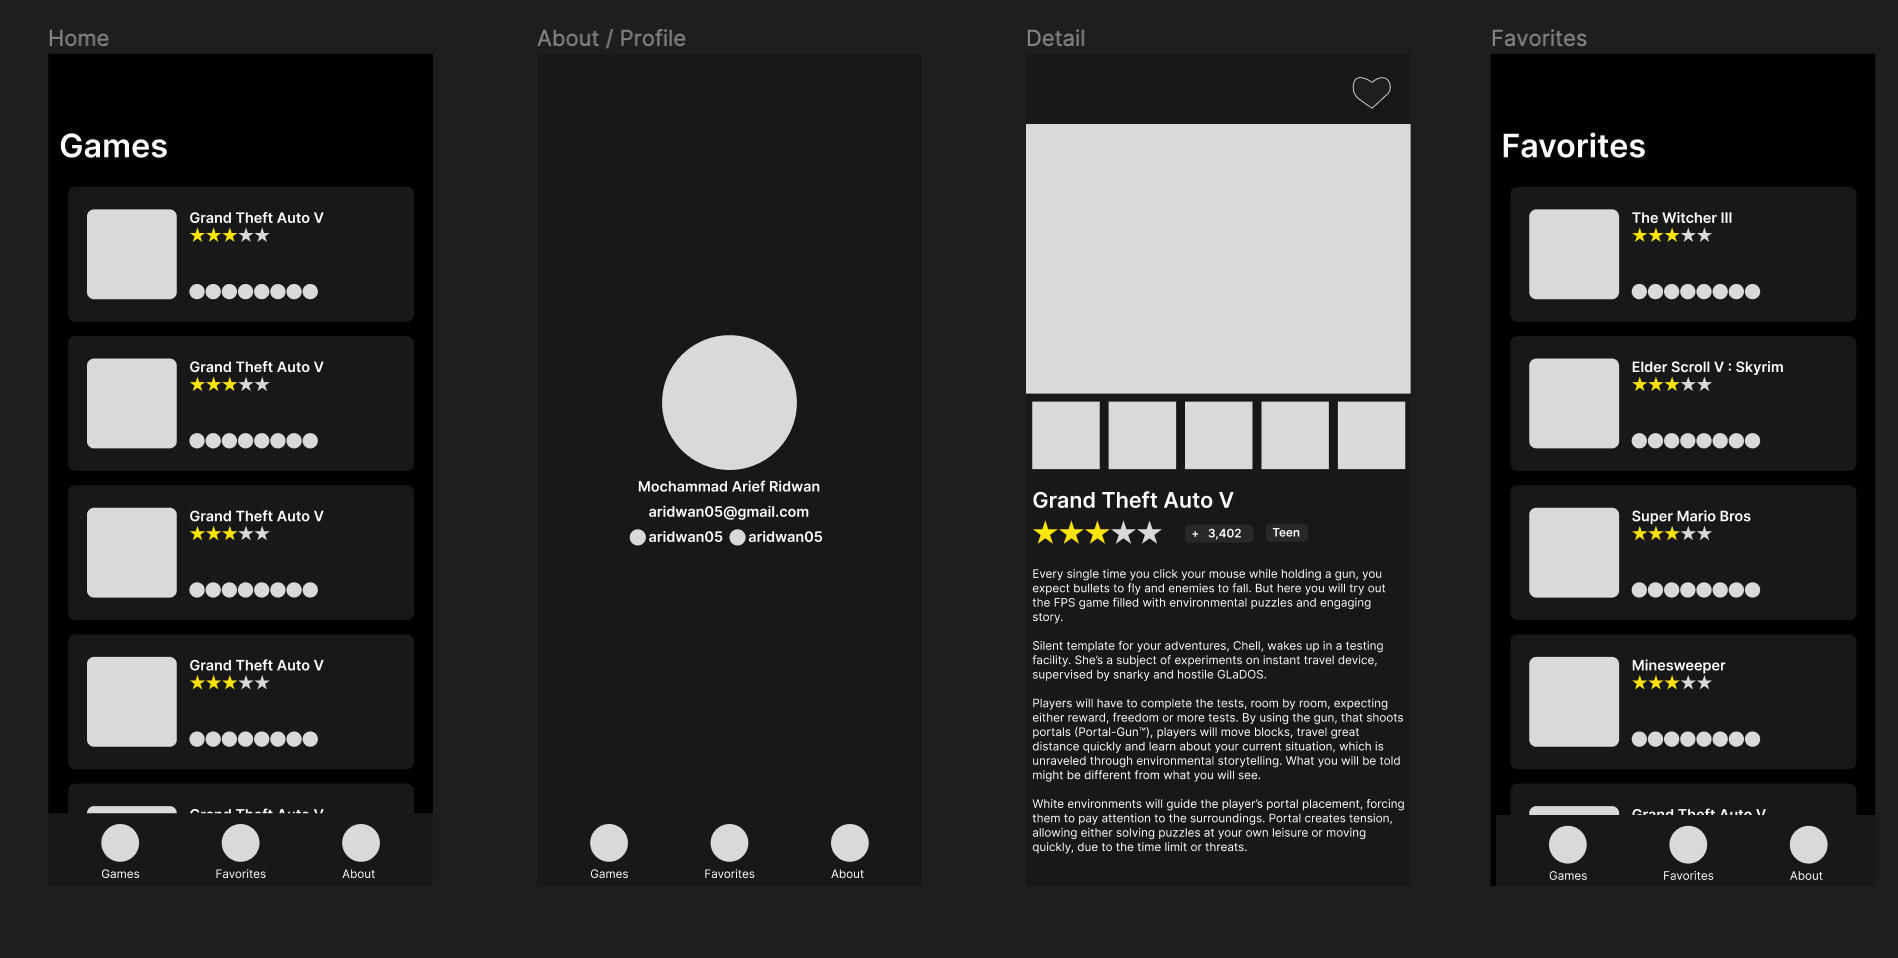 Home
Games
Grand Theft Auto V
Grand Theft Auto V
Grand Theft Auto V
Grand Theft Auto V
Grand Theft Auto V
Games
Favorites
About
About / Profile
Mochammad Arief Ridwan
aridwan05@gmail.com
aridwan05 aridwan05
Games
Favorites
About
Detail
Grand Theft Auto V
+ 3,402
Teen
Every single time you click your mouse while holding a gun, you
expect bullets to fly and enemies to fall. But here you will try out
the FPS game filled with environmental puzzles and engaging
story.
Silent template for your adventures, Chell, wakes up in a testing
facility. She's a subject of experiments on instant travel device,
supervised by snarky and hostile GLaDOS.
Players will have to complete the tests, room by room, expecting
either reward, freedom or more tests. By using the gun, that shoots
portals (Portal-Gun™), players will move blocks, travel great
distance quickly and learn about your current situation, which is
unraveled through environmental storytelling. What you will be told
might be different from what you will see.
White environments will guide the player's portal placement, forcing
them to pay attention to the surroundings. Portal creates tension,
allowing either solving puzzles at your own leisure or moving
quickly, due to the time limit or threats.
Favorites
Favorites
The Witcher III
Elder Scroll V : Skyrim
Super Mario Bros
Minesweeper
Grand Theft Auto V
Games
Favorites
About